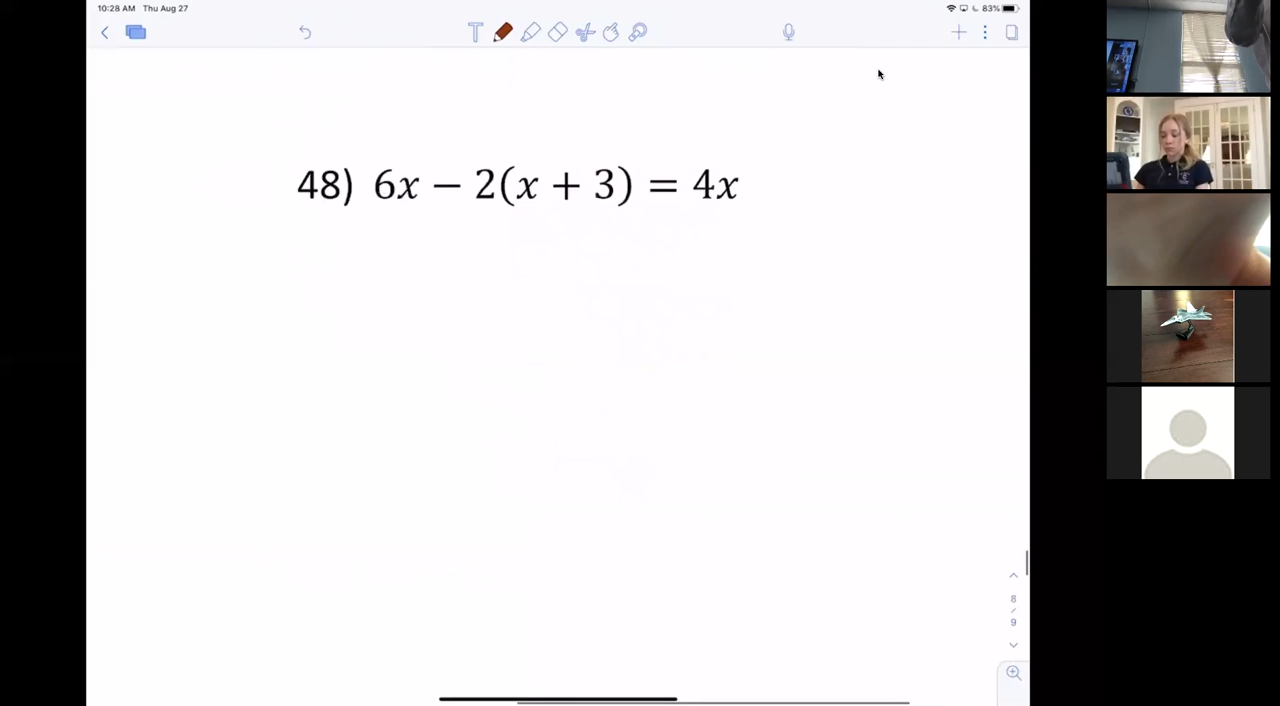 10:28 AM Thu Aug 27
83%
T
48) 6x − 2(x + 3) = 4x
8
/
9